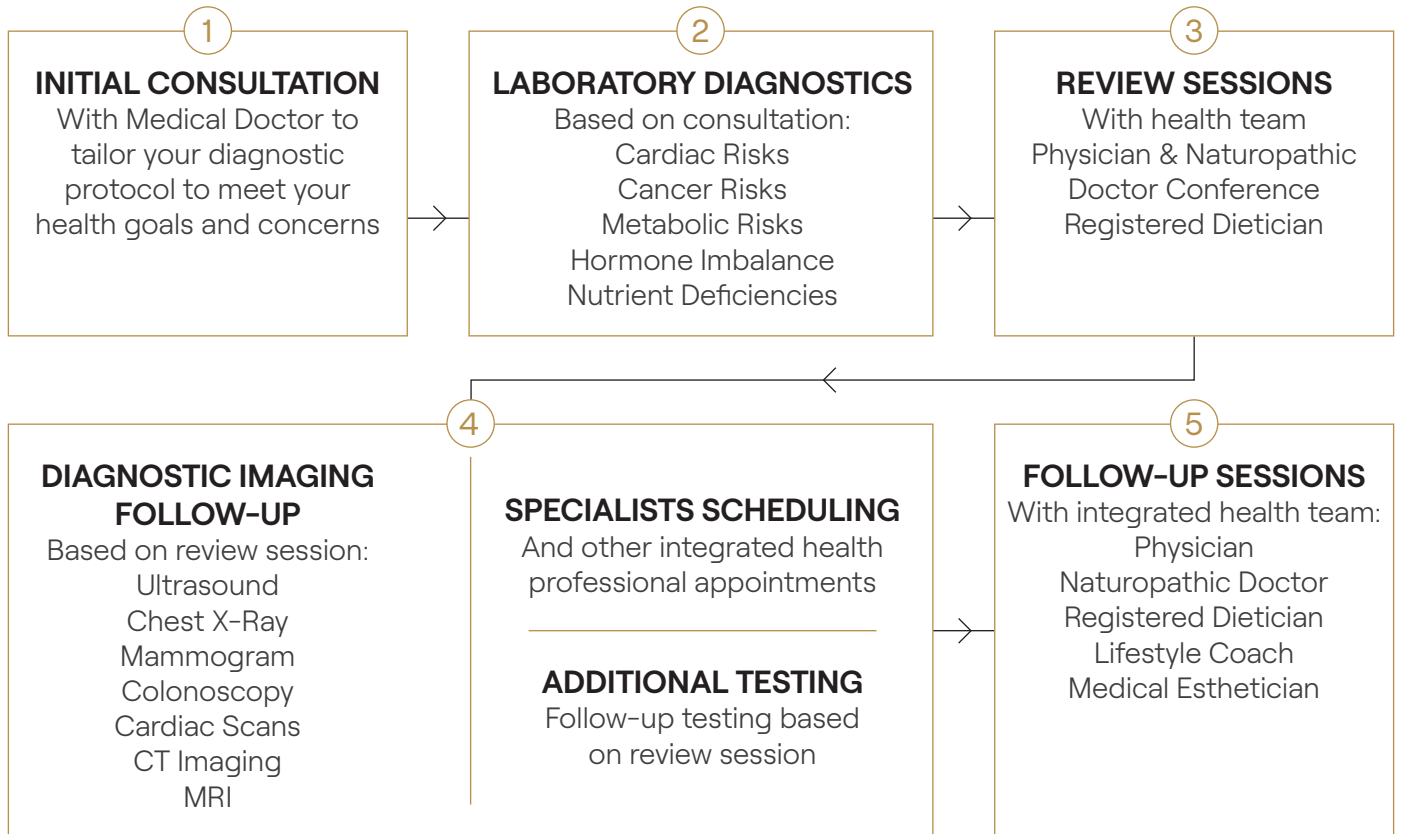 1
INITIAL CONSULTATION
With Medical Doctor to
tailor your diagnostic
protocol to meet your
health goals and concerns
2
LABORATORY DIAGNOSTICS
Based on consultation:
Cardiac Risks
Cancer Risks
Metabolic Risks
Hormone Imbalance
Nutrient Deficiencies
3
REVIEW SESSIONS
With health team
Physician & Naturopathic
Doctor Conference
Registered Dietician
4
DIAGNOSTIC IMAGING
FOLLOW-UP
Based on review session:
Ultrasound
Chest X-Ray
Mammogram
Colonoscopy
Cardiac Scans
CT Imaging
MRI
SPECIALISTS SCHEDULING
And other integrated health
professional appointments
ADDITIONAL TESTING
Follow-up testing based
on review session
5
FOLLOW-UP SESSIONS
With integrated health team:
Physician
Naturopathic Doctor
Registered Dietician
Lifestyle Coach
Medical Esthetician